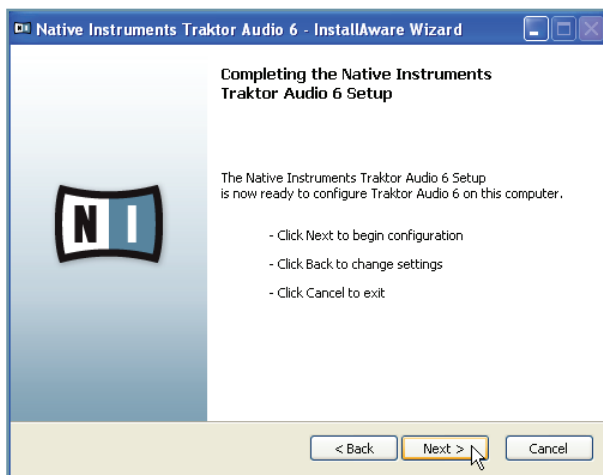 Native Instruments Traktor Audio 6 - InstallAware Wizard
Completing the Native Instruments
Traktor Audio 6 Setup
The Native Instruments Traktor Audio 6 Setup
is now ready to configure Traktor Audio 6 on this computer.
- Click Next to begin configuration
- Click Back to change settings
- Click Cancel to exit
N I
< Back
Next >
Cancel